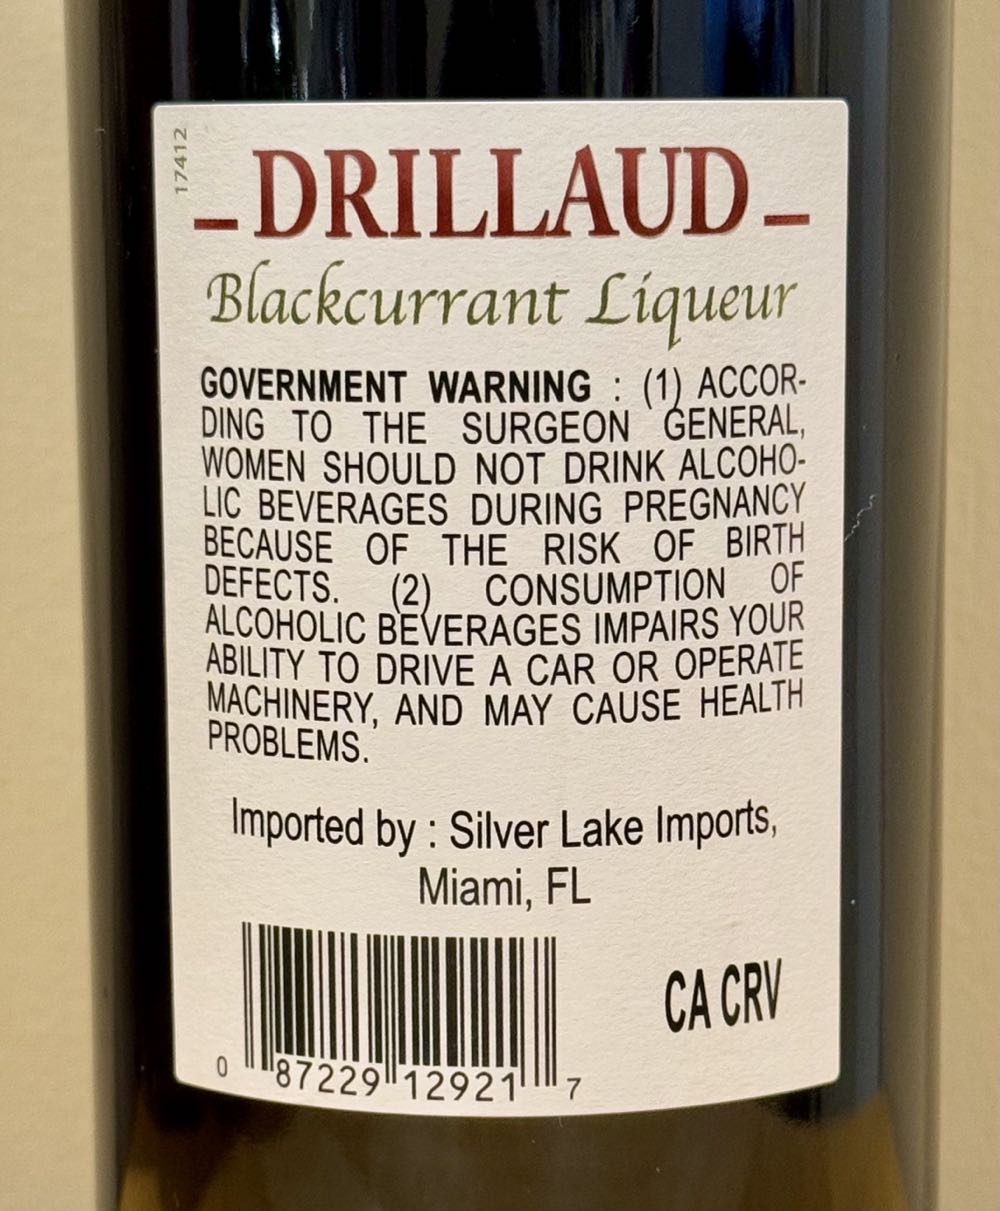 17412
DRILLAUD
Blackcurrant Liqueur
GOVERNMENT WARNING : (1) ACCOR-
DING TO THE SURGEON GENERAL,
WOMEN SHOULD NOT DRINK ALCOHO-
LIC BEVERAGES DURING PREGNANCY
BECAUSE OF THE RISK OF BIRTH
DEFECTS. (2) CONSUMPTION OF
ALCOHOLIC BEVERAGES IMPAIRS YOUR
ABILITY TO DRIVE A CAR OR OPERATE
MACHINERY, AND MAY CAUSE HEALTH
PROBLEMS.
Imported by : Silver Lake Imports,
Miami, FL
CA CRV
0 87229 12921 7